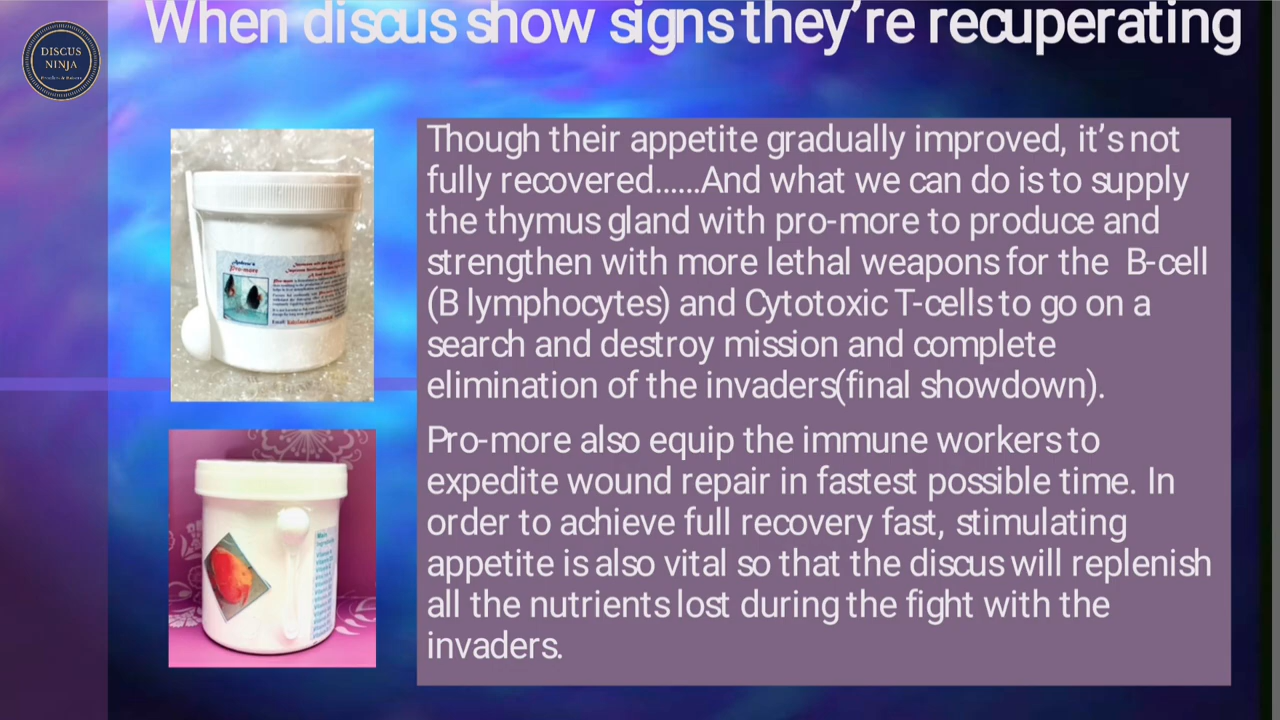 When discus show signs they’re recuperating
DISCUS
NINJA
Though their appetite gradually improved, it’s not
fully recovered......And what we can do is to supply
the thymus gland with pro-more to produce and
strengthen with more lethal weapons for the B-cell
(B lymphocytes) and Cytotoxic T-cells to go on a
search and destroy mission and complete
elimination of the invaders(final showdown).
Pro-more also equip the immune workers to
expedite wound repair in fastest possible time. In
order to achieve full recovery fast, stimulating
appetite is also vital so that the discus will replenish
all the nutrients lost during the fight with the
invaders.
Pro-more
Main